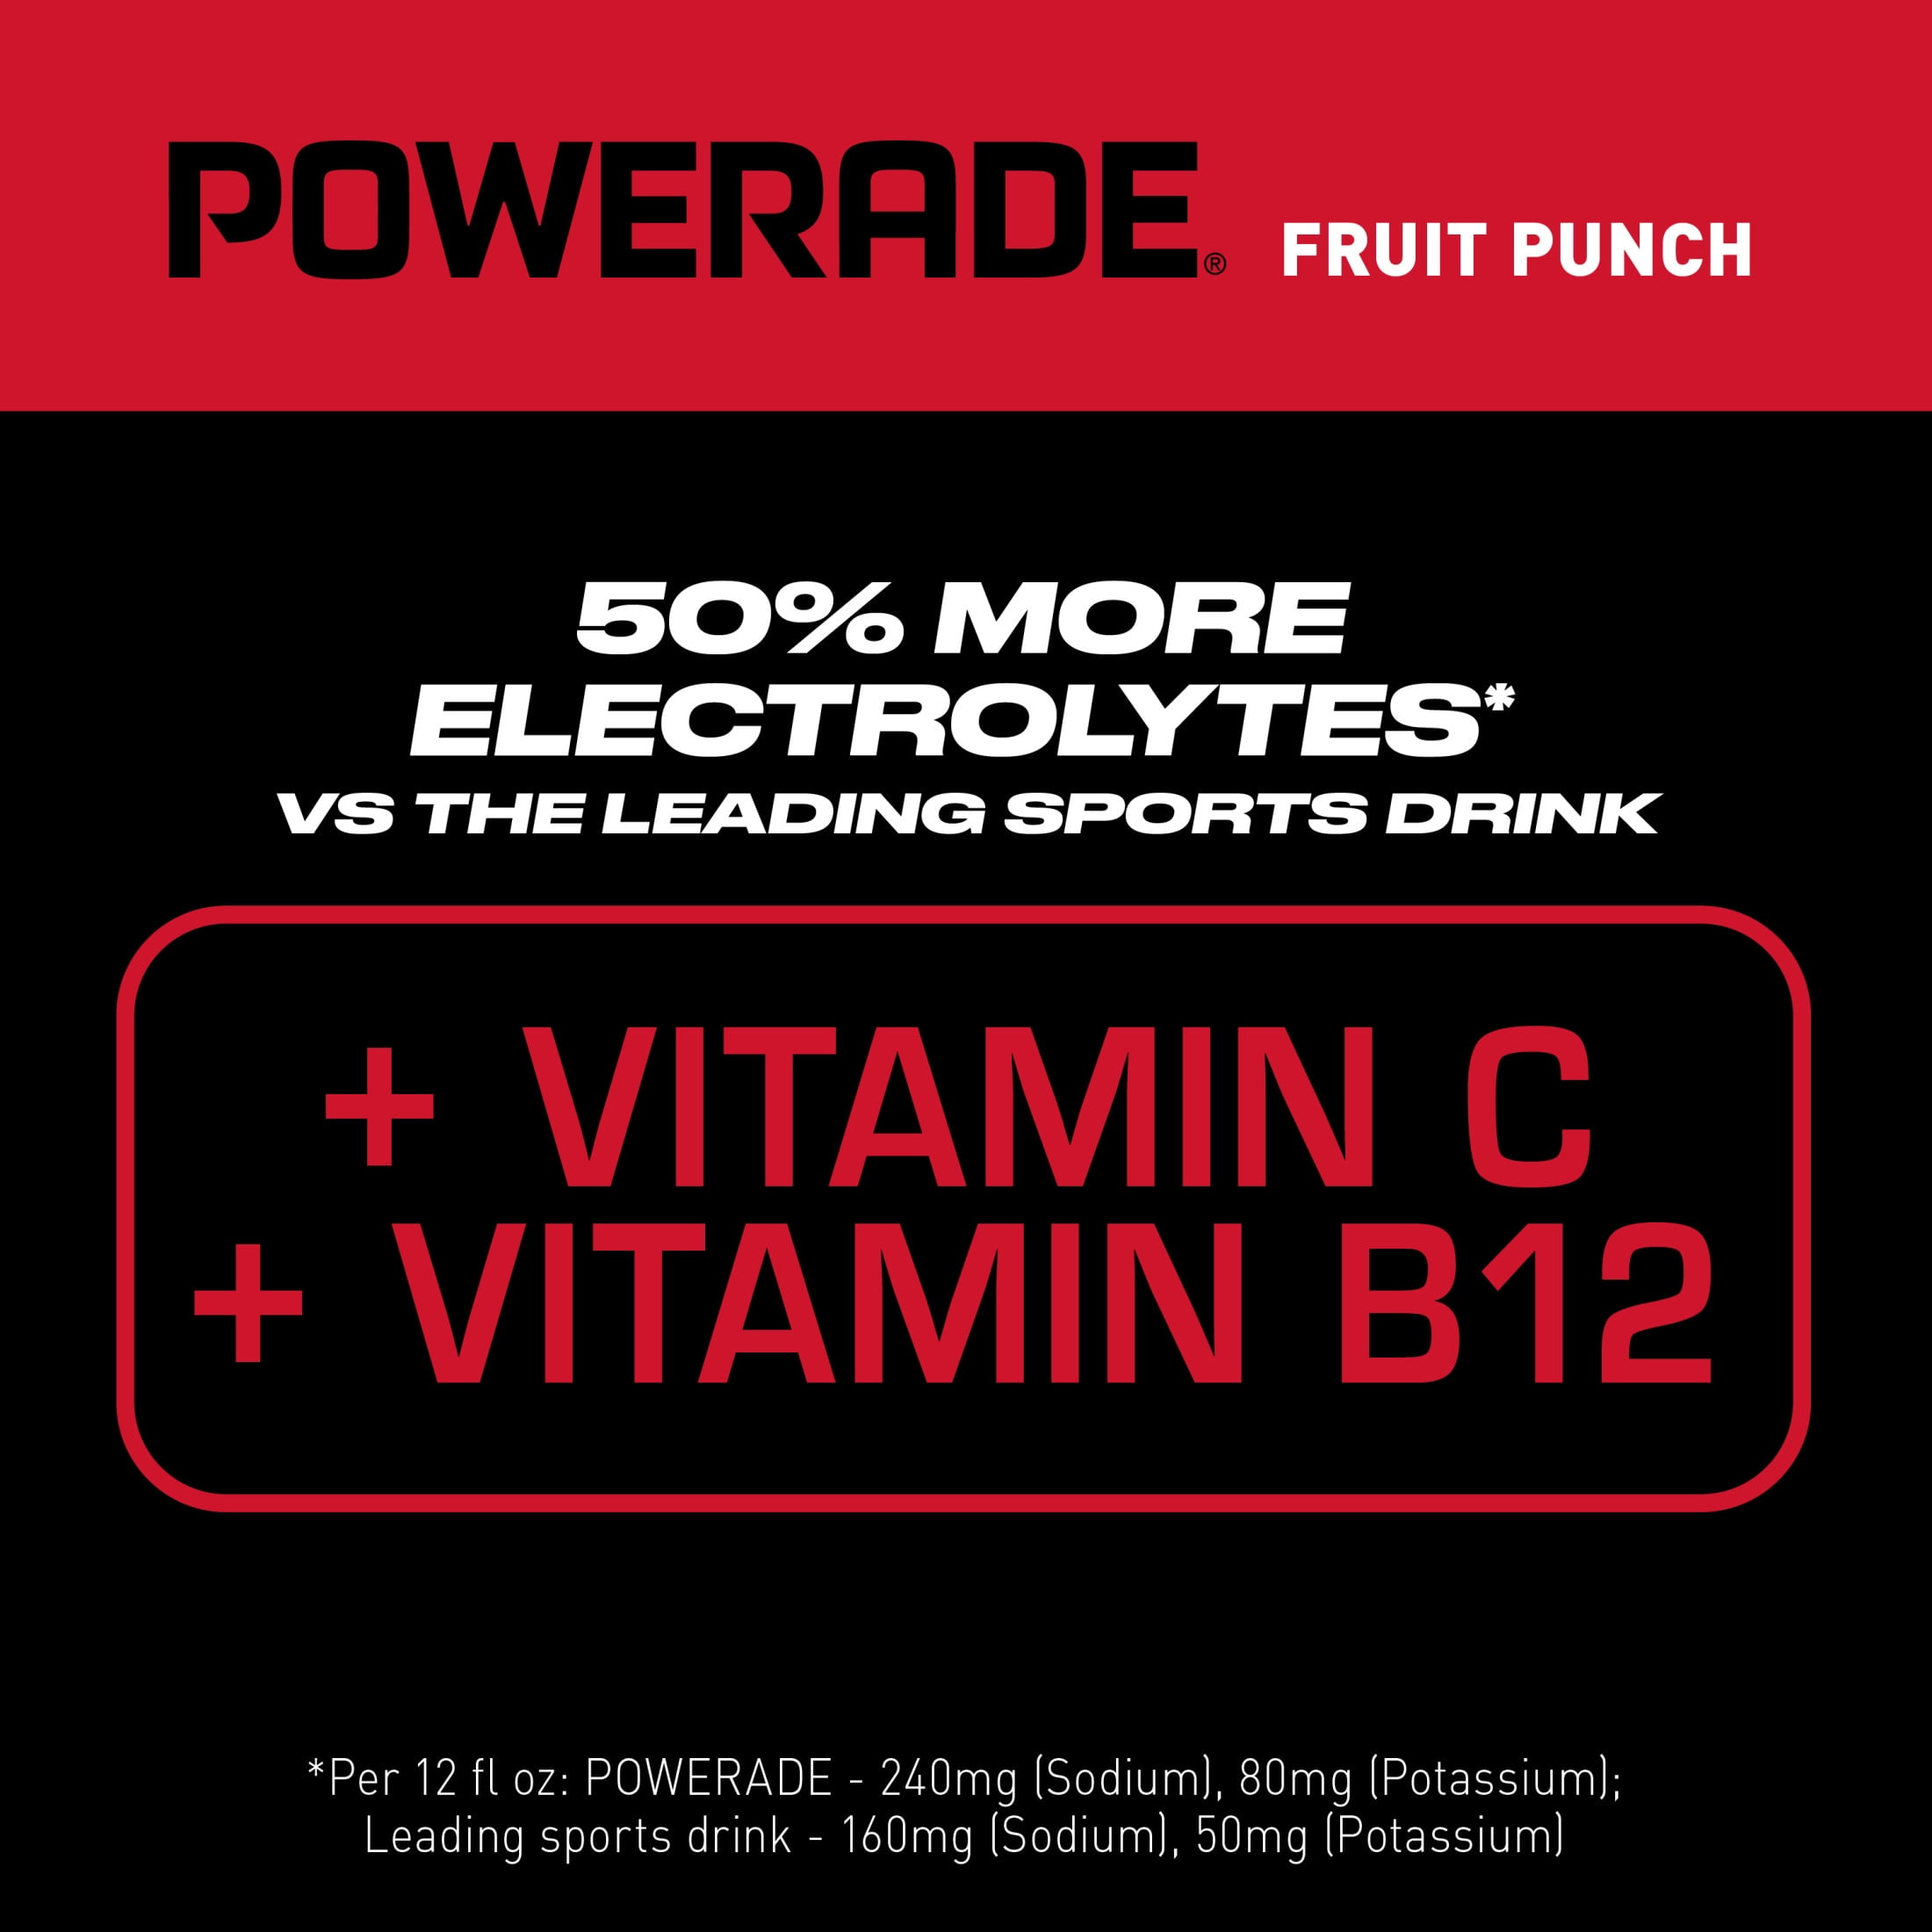 POWERADE® FRUIT PUNCH
50% MORE
ELECTROLYTES*
VS THE LEADING SPORTS DRINK
+ VITAMIN C
+ VITAMIN B12
*Per 12 fl oz: POWERADE - 240mg (Sodium), 80mg (Potassium);
Leading sports drink - 160mg (Sodium), 50mg (Potassium)